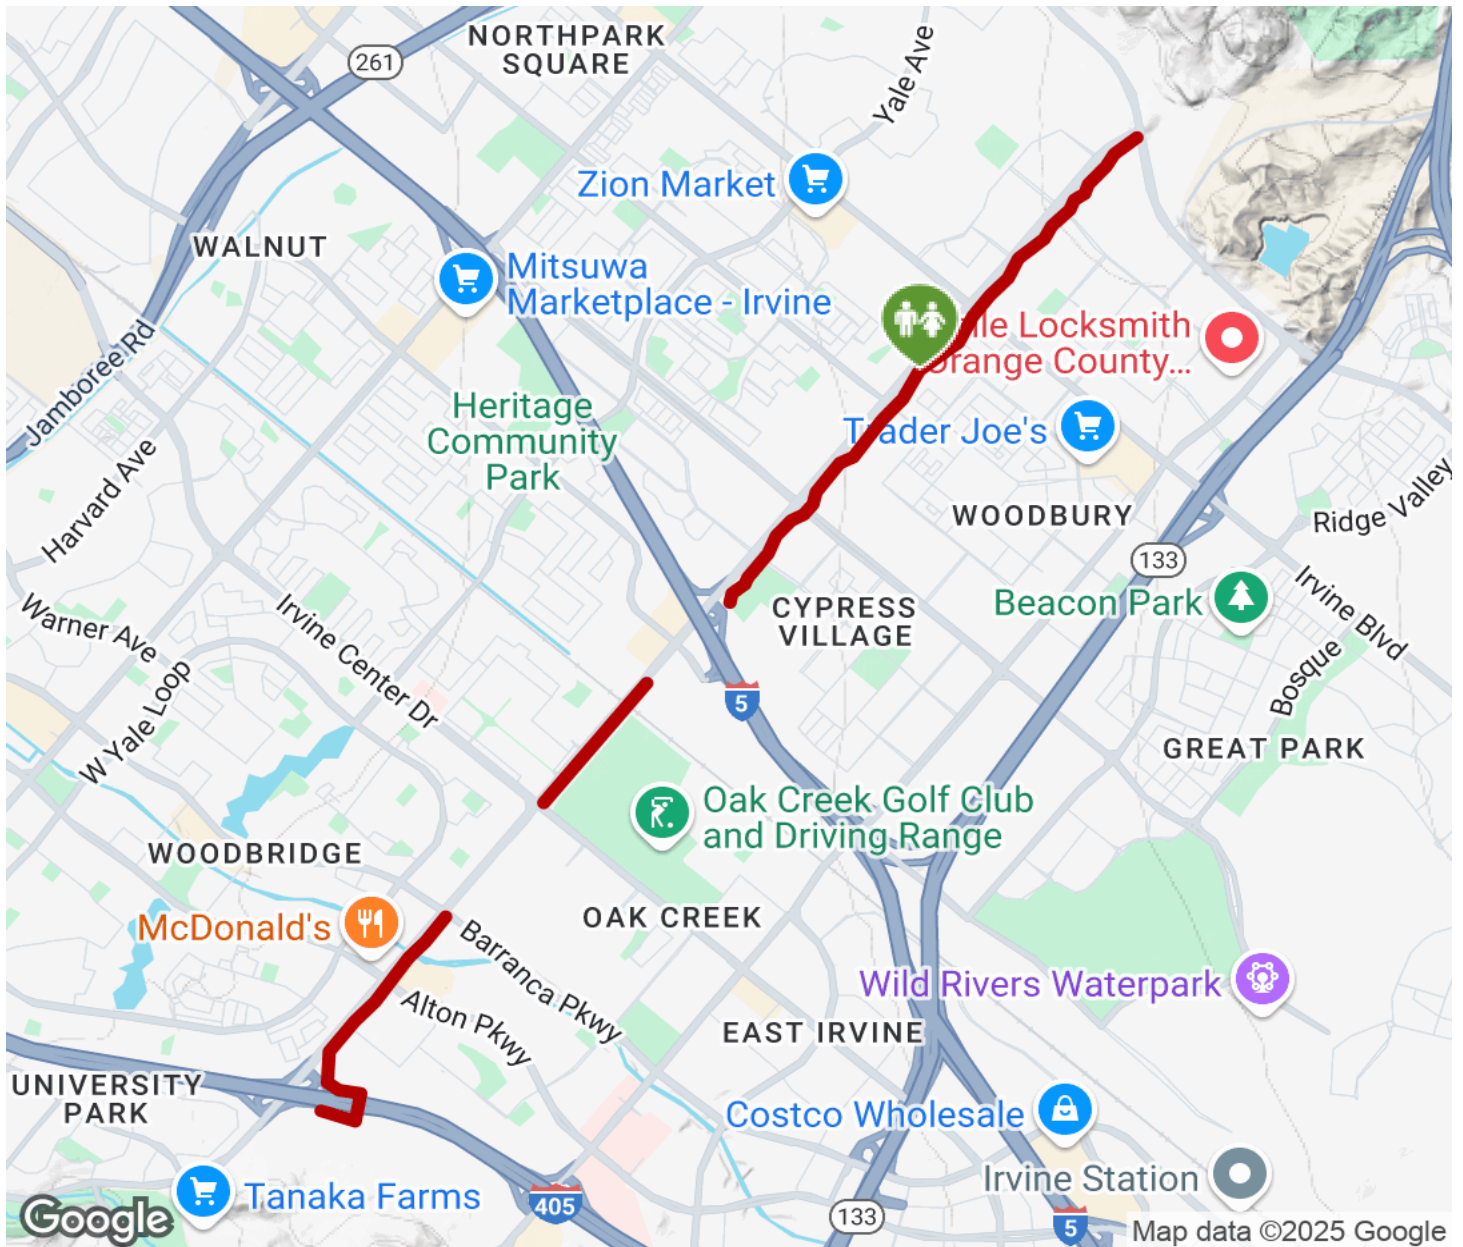 NORTHPARK
SQUARE
261
Yale Ave
Zion Market
WALNUT
Mitsuwa
Marketplace - Irvine
Jamboree Rd
Locksmith
Orange County...
Heritage
Community
Park
Trader Joe's
Harvard Ave
WOODBURY
Ridge Valley
133
Irvine Blvd
Beacon Park
CYPRESS
VILLAGE
Warner Ave
Irvine Center Dr
W Yale Loop
Bosque
5
GREAT PARK
Oak Creek Golf Club
and Driving Range
WOODBRIDGE
McDonald's
OAK CREEK
Barranca Pkwy
Alton Pkwy
Wild Rivers Waterpark
EAST IRVINE
UNIVERSITY
PARK
Costco Wholesale
Irvine Station
Tanaka Farms
405
133
5
Google
Map data ©2025 Google